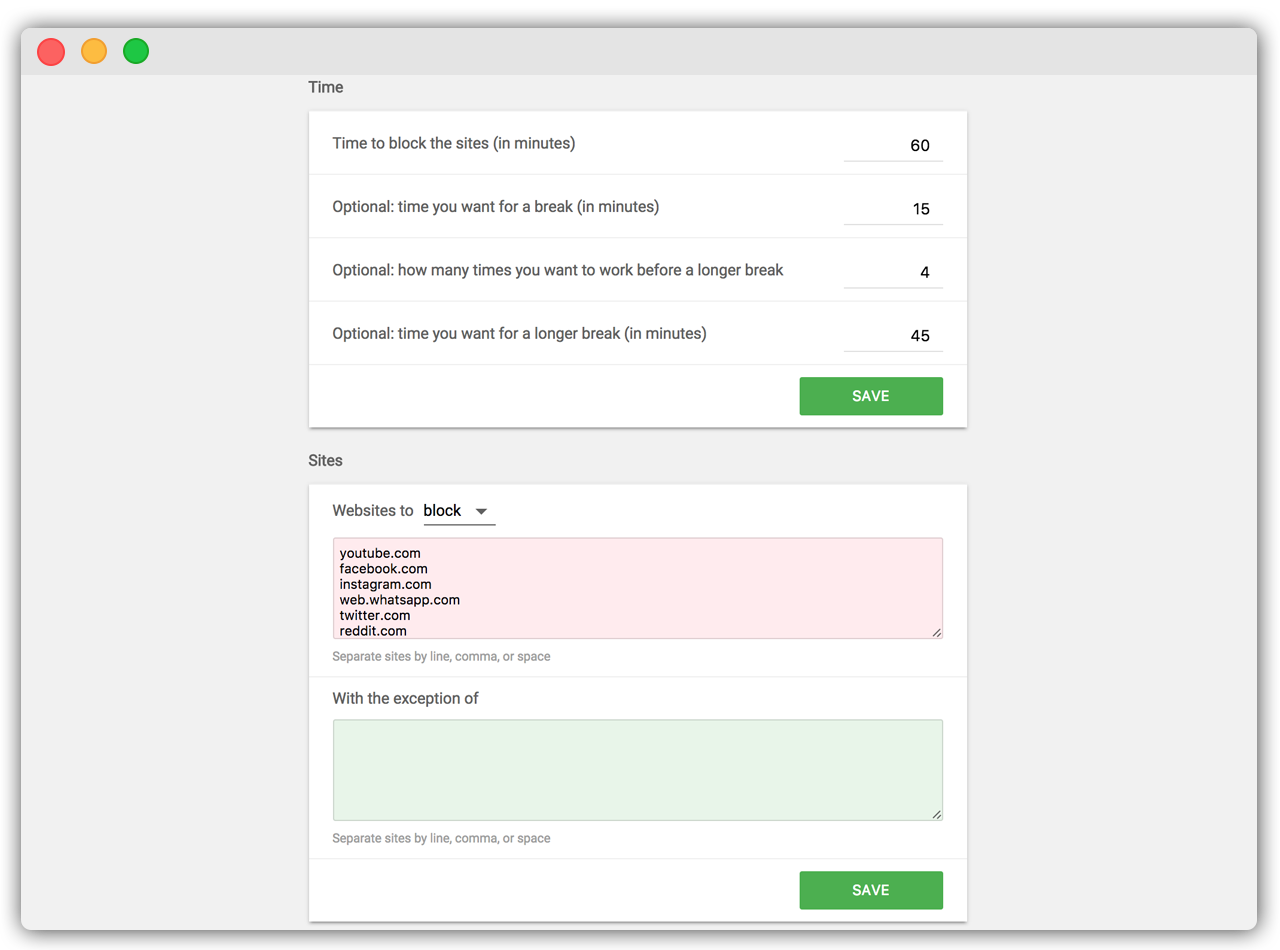 Time
Time to block the sites (in minutes)
60
Optional: time you want for a break (in minutes)
15
Optional: how many times you want to work before a longer break
4
Optional: time you want for a longer break (in minutes)
45
SAVE
Sites
Websites to block
youtube.com
facebook.com
instagram.com
web.whatsapp.com
twitter.com
reddit.com
Separate sites by line, comma, or space
With the exception of
Separate sites by line, comma, or space
SAVE